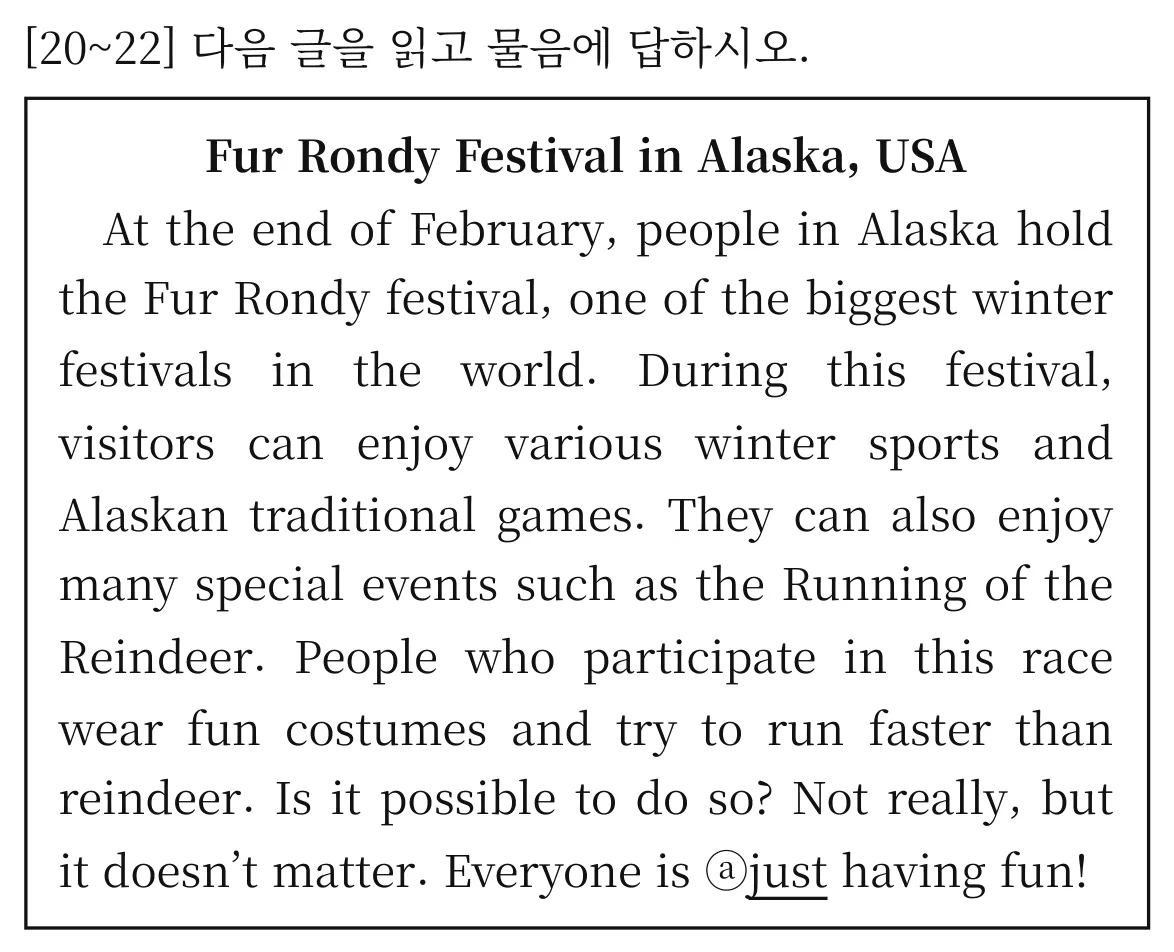 [20~22] 다음 글을 읽고 물음에 답하시오.
Fur Rondy Festival in Alaska, USA
At the end of February, people in Alaska hold
the Fur Rondy festival, one of the biggest winter
festivals in the world. During this festival,
visitors can enjoy various winter sports and
Alaskan traditional games. They can also enjoy
many special events such as the Running of the
Reindeer. People who participate in this race
wear fun costumes and try to run faster than
reindeer. Is it possible to do so? Not really, but
it doesn’t matter. Everyone is ⓐjust having fun!